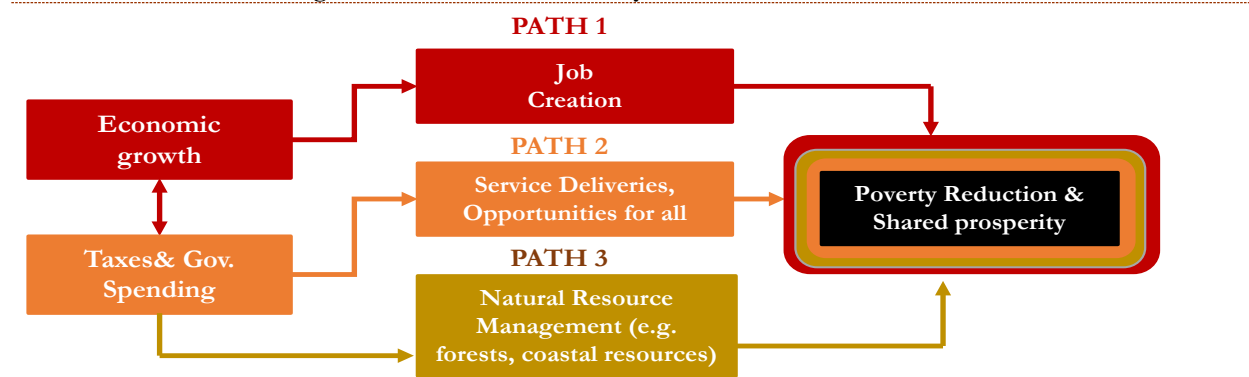 PATH 1
Job
Creation
Economic
growth
PATH 2
Service Deliveries,
Opportunities for all
Poverty Reduction &
Shared prosperity
Taxes& Gov.
Spending
PATH 3
Natural Resource
Management (e.g.
forests, coastal resources)